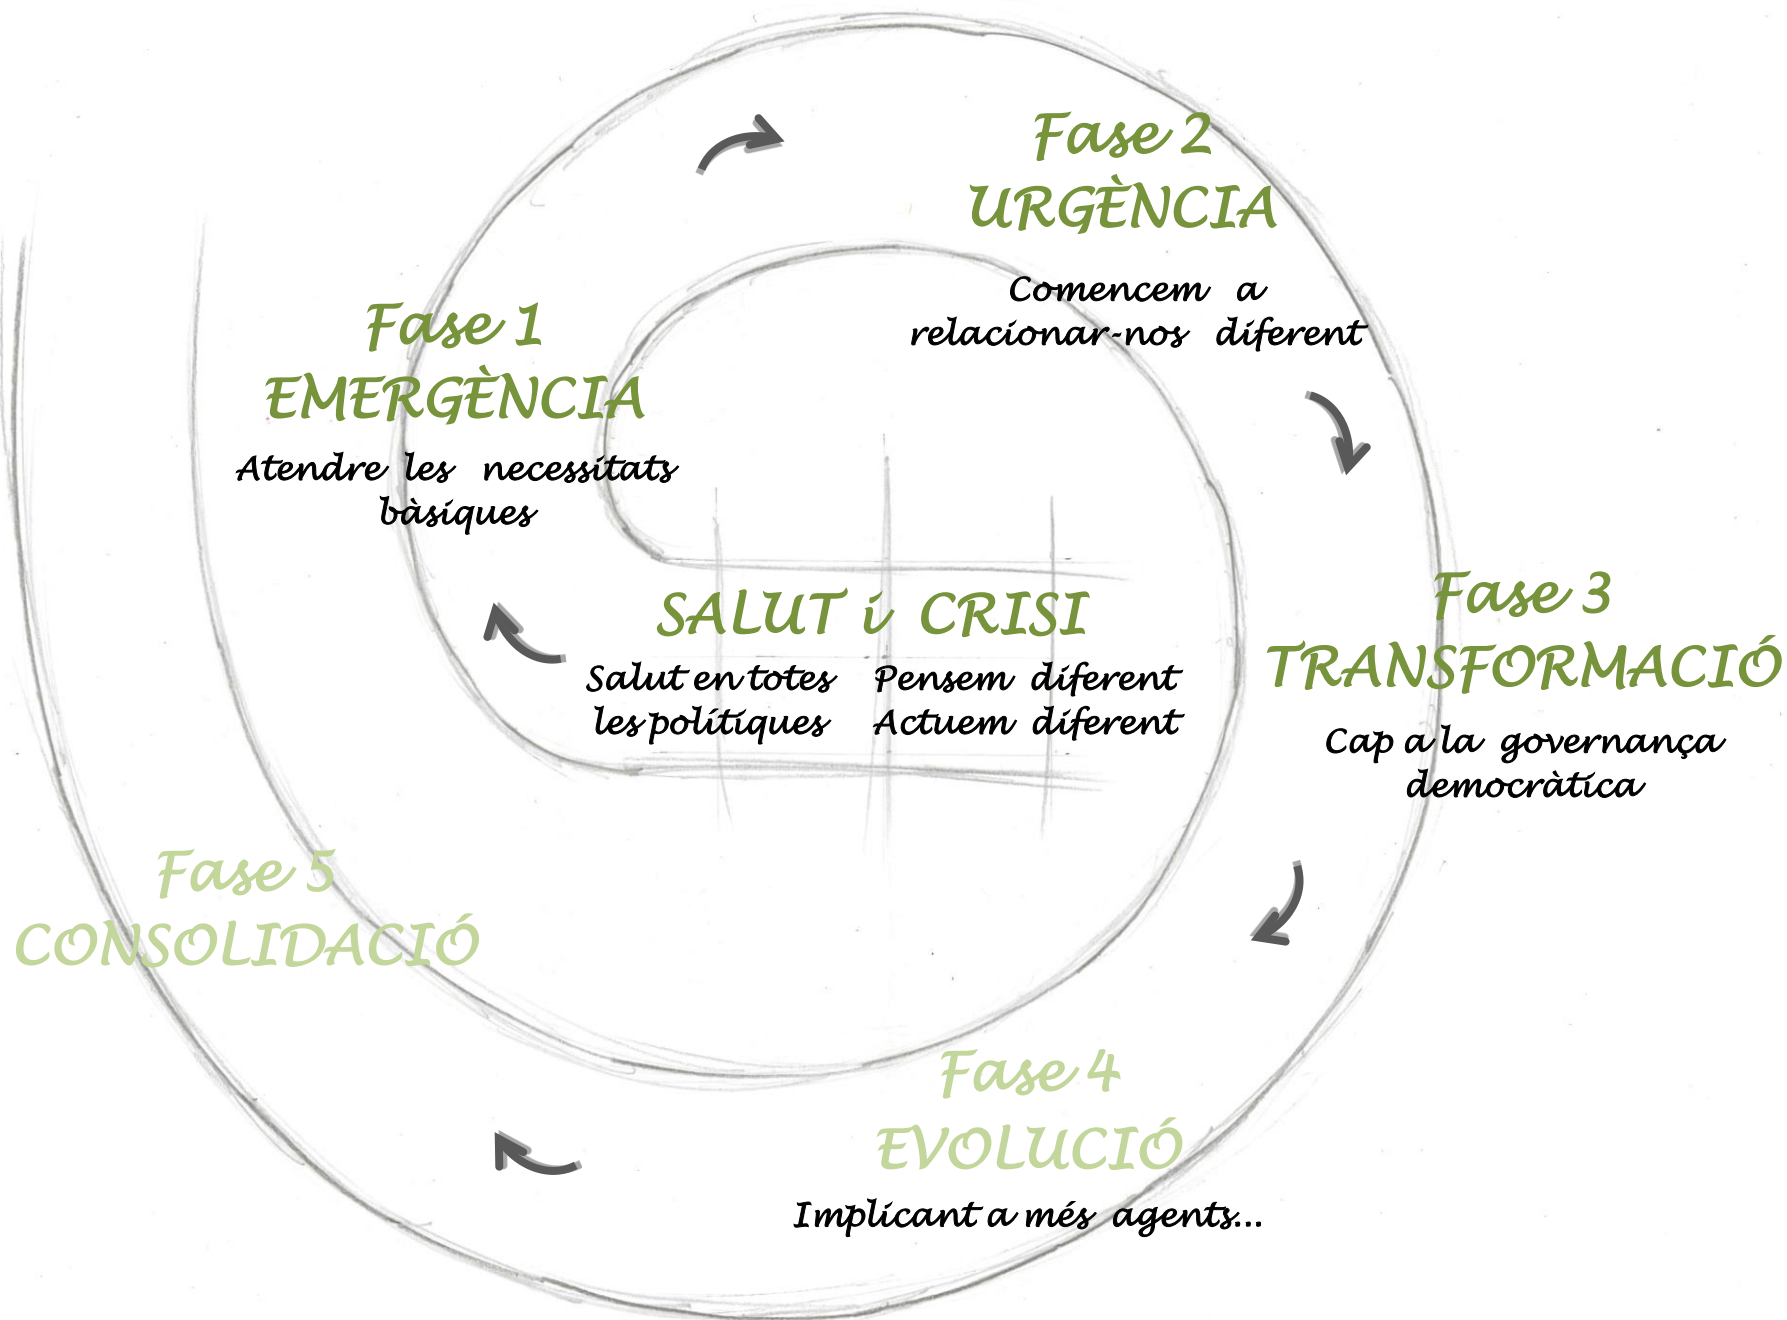 Fase 2
URGÈNCIA
Comencem a
relacionar-nos diferent
Fase 1
EMERGÈNCIA
Atendre les necessitats
bàsiques
SALUT i CRISI
Salut en totes
les polítiques
Pensem diferent
Actuem diferent
Fase 3
TRANSFORMACIÓ
Cap a la governança
democràtica
Fase 5
CONSOLIDACIÓ
Fase 4
EVOLUCIÓ
Implicant a més agents...